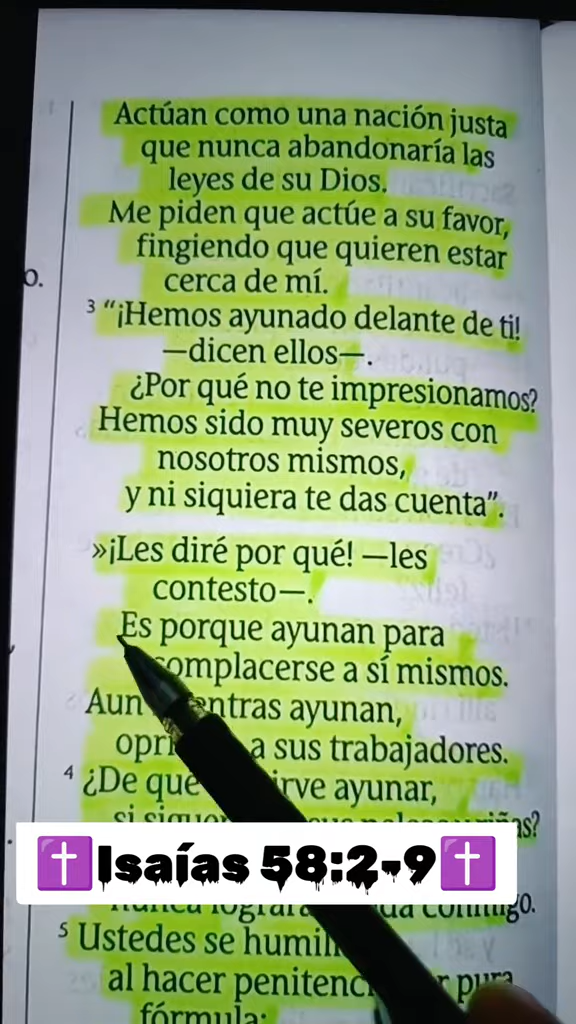 Actúan como una nación justa
que nunca abandonaría las
leyes de su Dios.
Me piden que actúe a su favor,
fingiendo que quieren estar
cerca de mí.
o.
3 “¡Hemos ayunado delante de ti!
—dicen ellos—.
¿Por qué no te impresionamos?
Hemos sido muy severos con
nosotros mismos,
y ni siquiera te das cuenta”.
»¡Les diré por qué! —les
contesto—.
Es porque ayunan para
complacerse a sí mismos.
Aun mientras ayunan,
a sus trabajadores.
4 ¿De qué ayunar,
✝Isaías 58:2-9✝
5 Ustedes se
al hacer
fórmula: